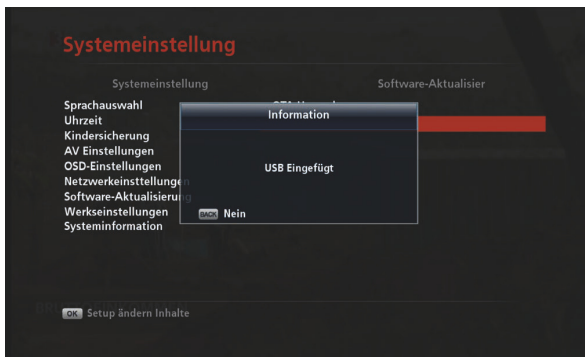 Systemeinstellung
Systemeinstellung
Software-Aktualisier
Sprachauswahl
Uhrzeit
Kindersicherung
AV Einstellungen
OSD-Einstellungen
Netzwerkeinsttellungen
Software-Aktualisierung
Werkseinstellungen
Systeminformation
Information
USB Eingefügt
BACK Nein
OK Setup ändern Inhalte